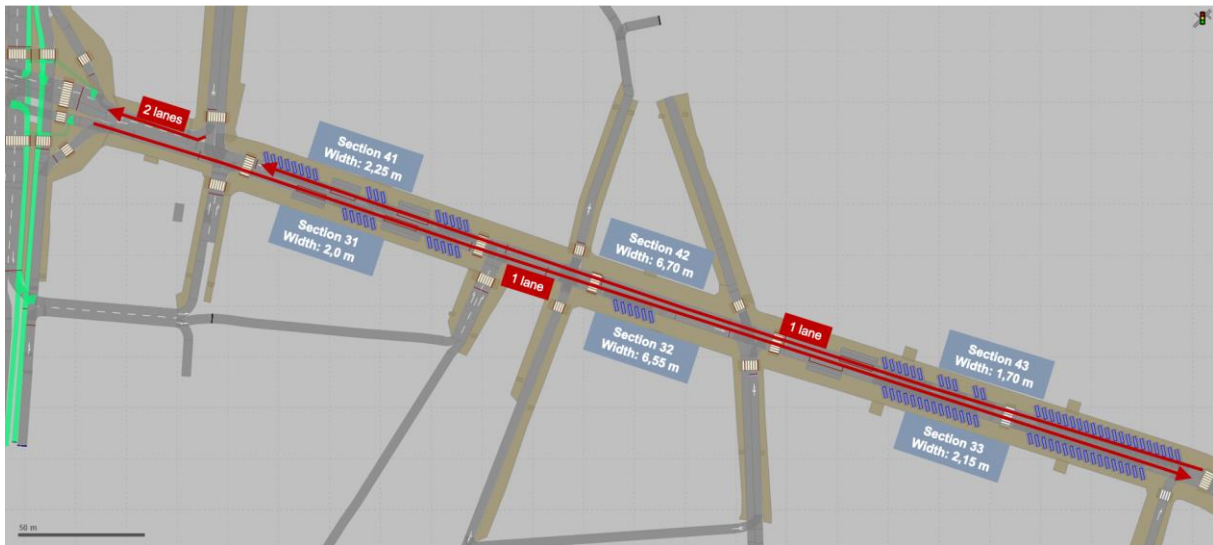 2 lanes
Section 41
Width: 2,25 m
Section 31
Width: 2,0 m
Section 42
Width: 6,70 m
1 lane
1 lane
Section 32
Width: 6,55 m
Section 43
Width: 1,70 m
Section 33
Width: 2,15 m
50 m